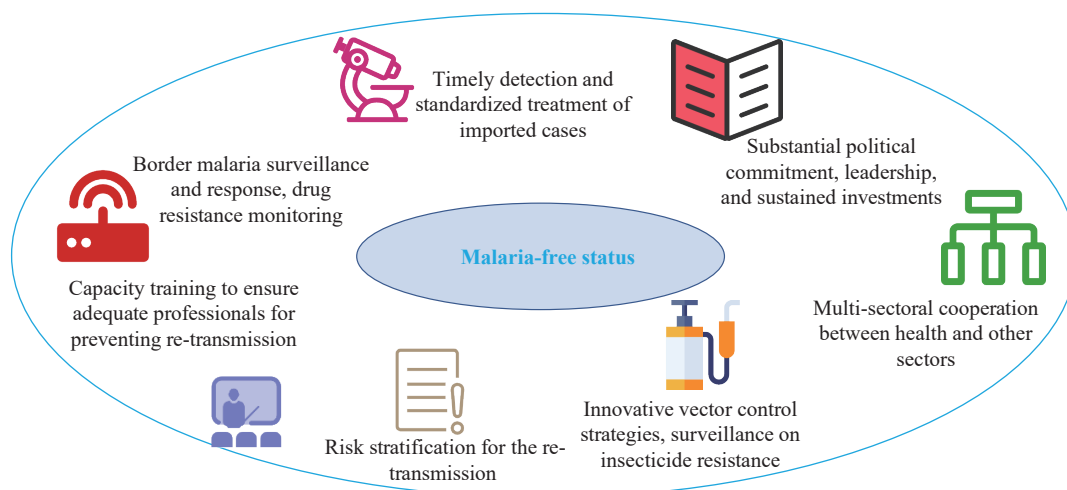 Timely detection and
standardized treatment of
imported cases
Substantial political
commitment, leadership,
and sustained investments
Border malaria surveillance
and response, drug
resistance monitoring
Malaria-free status
Capacity training to ensure
adequate professionals for
preventing re-transmission
Multi-sectoral cooperation
between health and other
sectors
Innovative vector control
strategies, surveillance on
insecticide resistance
Risk stratification for the re-
transmission